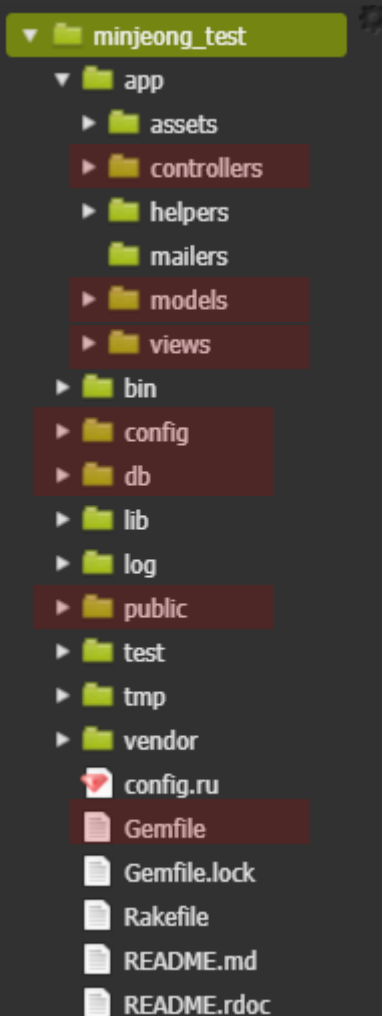 minjeong_test
app
assets
controllers
helpers
mailers
models
views
bin
config
db
lib
log
public
test
tmp
vendor
config.ru
Gemfile
Gemfile.lock
Rakefile
README.md
README.rdoc